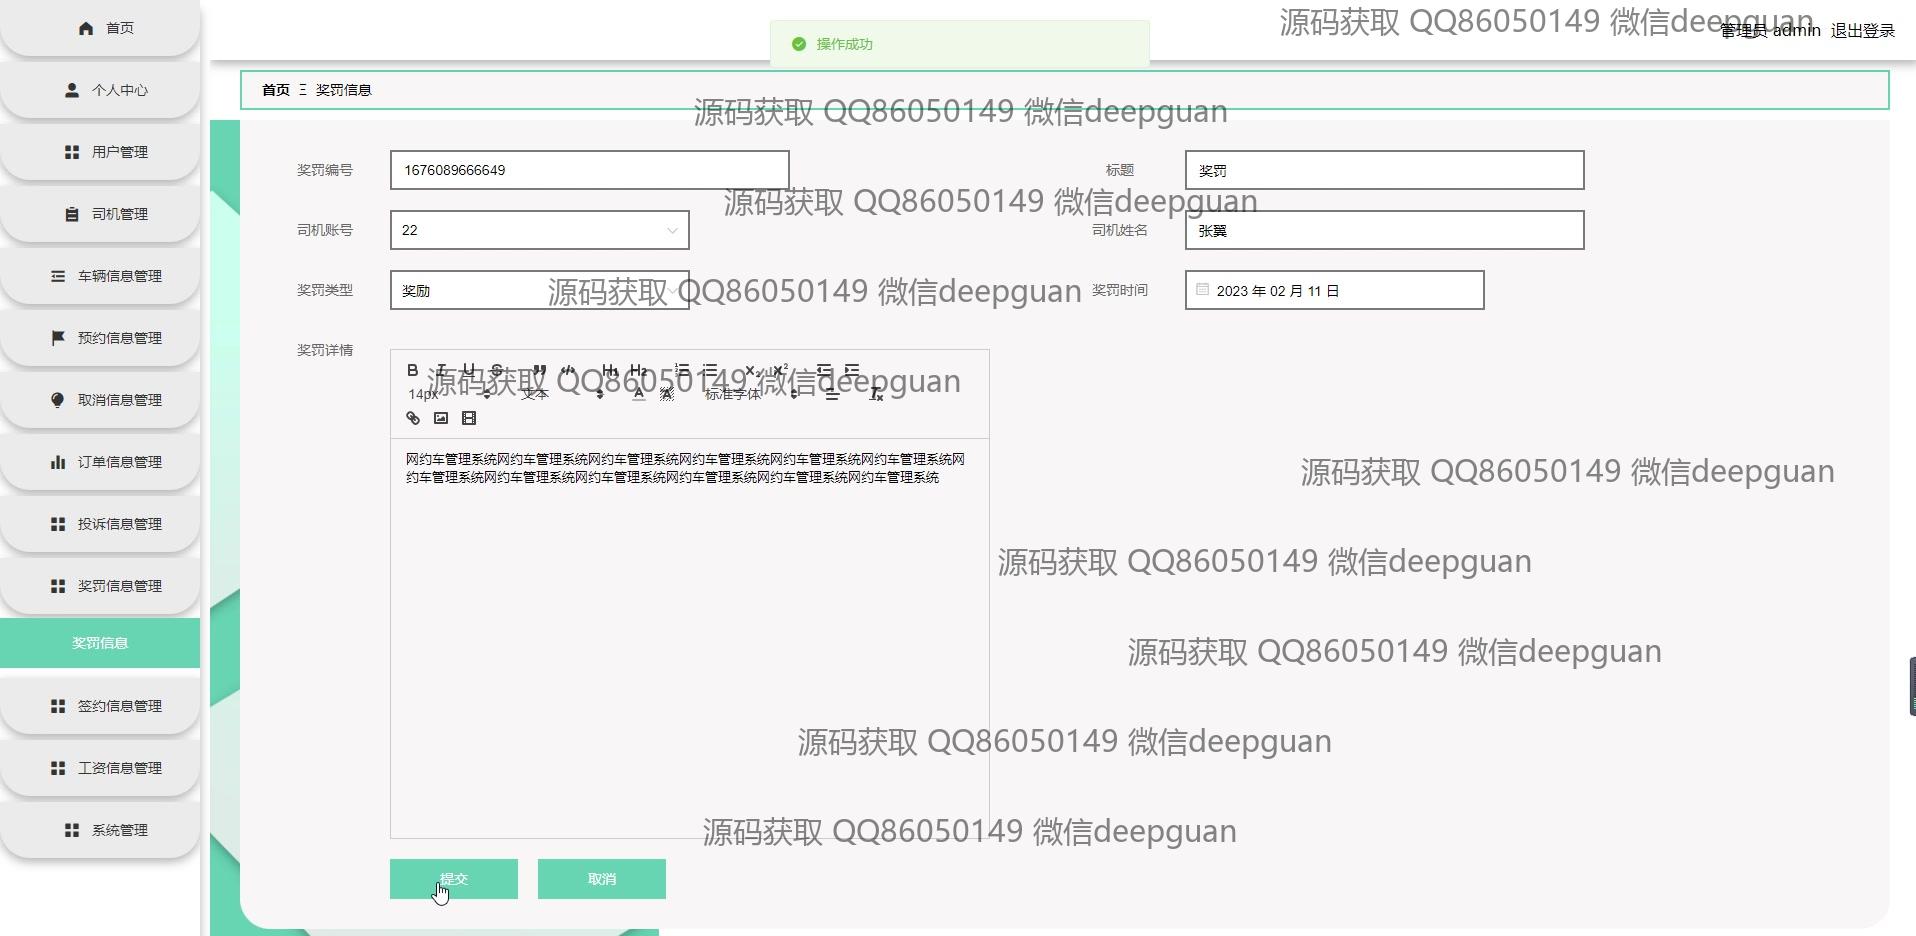 首页
个人中心
用户管理
司机管理
车辆信息管理
预约信息管理
取消信息管理
订单信息管理
投诉信息管理
奖罚信息管理
奖罚信息
签约信息管理
工资信息管理
系统管理
操作成功
源码获取 QQ86050149 微信deepguan
管理员 admin 退出登录
首页 Ξ 奖罚信息
源码获取 QQ86050149 微信deepguan
奖罚编号 1676089666649 标题 奖罚
源码获取 QQ86050149 微信deepguan
司机账号 22 司机姓名 张翼
奖罚类型 奖励 奖罚时间 2023 年 02 月 11 日
源码获取 QQ86050149 微信deepguan
奖罚详情
B I U S H1 H2 X2 X2
源码获取 QQ86050149 微信deepguan
14px 文本 A A 标准字体 Tx
网约车管理系统网约车管理系统网约车管理系统网约车管理系统网约车管理系统网约车管理系统网
约车管理系统网约车管理系统网约车管理系统网约车管理系统网约车管理系统网约车管理系统
源码获取 QQ86050149 微信deepguan
源码获取 QQ86050149 微信deepguan
源码获取 QQ86050149 微信deepguan
源码获取 QQ86050149 微信deepguan
源码获取 QQ86050149 微信deepguan
提交 取消